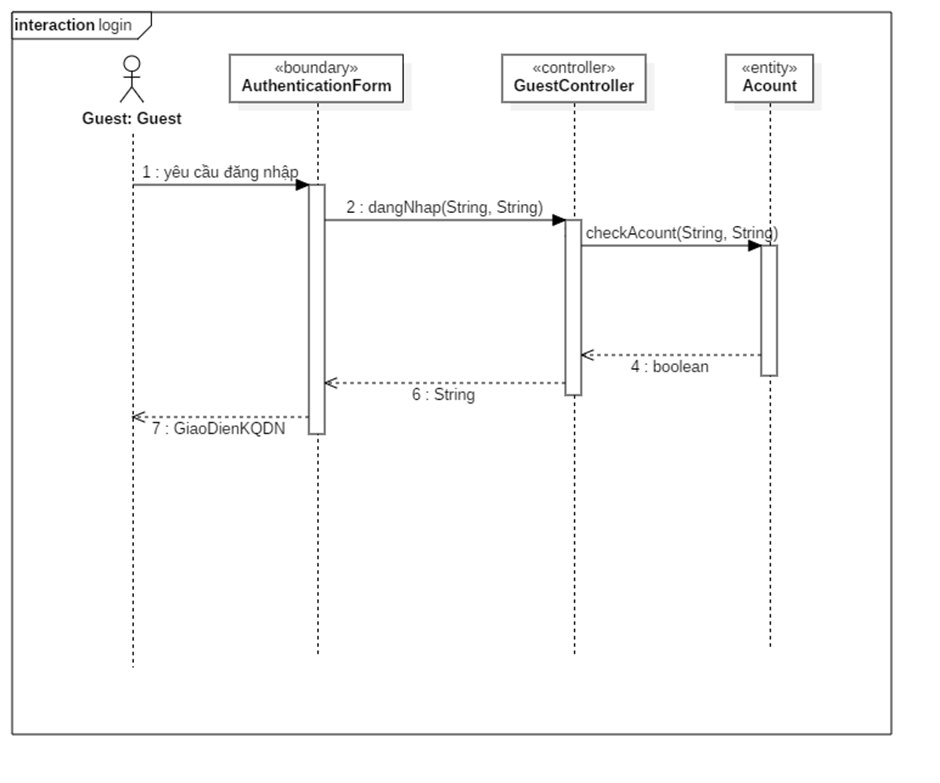 interaction login
«boundary»
AuthenticationForm
«controller»
GuestController
«entity»
Acount
Guest: Guest
1 : yêu cầu đăng nhập
2 : dangNhap(String, String)
checkAcount(String, String)
4 : boolean
6 : String
7 : GiaoDienKQDN